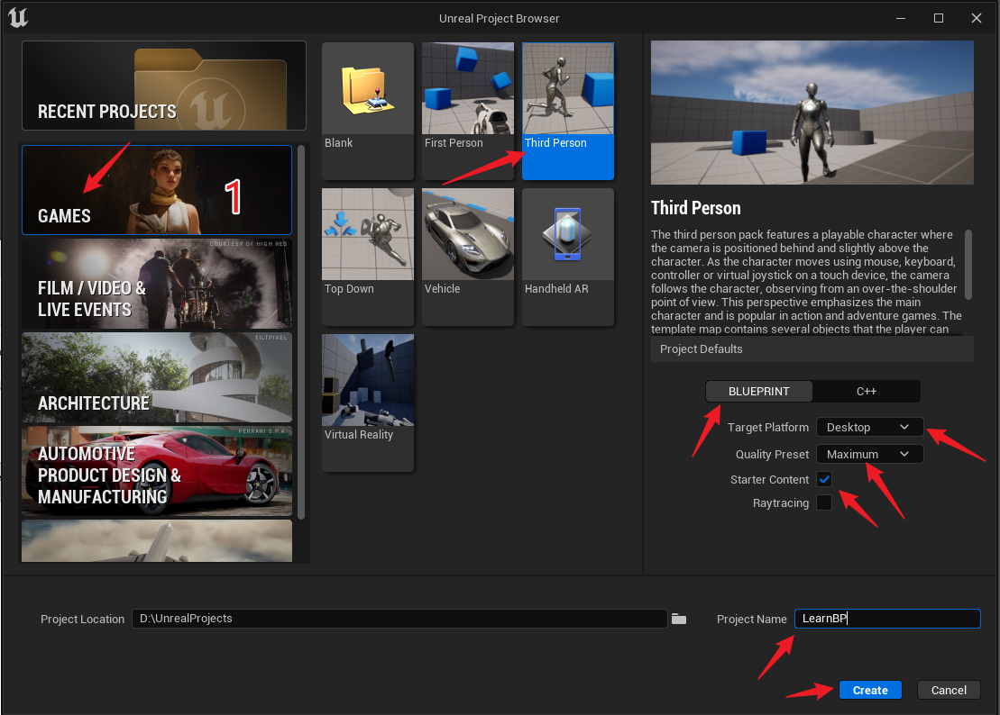 Unreal Project Browser
RECENT PROJECTS
GAMES
1
COURTESY OF HIGH RES
FILM / VIDEO &
LIVE EVENTS
TILTPIXEL
ARCHITECTURE
FERRARI S.P.A.
AUTOMOTIVE
PRODUCT DESIGN &
MANUFACTURING
Blank
First Person
Third Person
Top Down
Vehicle
Handheld AR
Virtual Reality
Third Person
The third person pack features a playable character where
the camera is positioned behind and slightly above the
character. As the character moves using mouse, keyboard,
controller or virtual joystick on a touch device, the camera
follows the character, observing from an over-the-shoulder
point of view. This perspective emphasizes the main
character and is popular in action and adventure games. The
template map contains several objects that the player can
Project Defaults
BLUEPRINT
C++
Target Platform
Desktop
Quality Preset
Maximum
Starter Content
Raytracing
Project Location
D:\UnrealProjects
Project Name
LearnBP
Create
Cancel